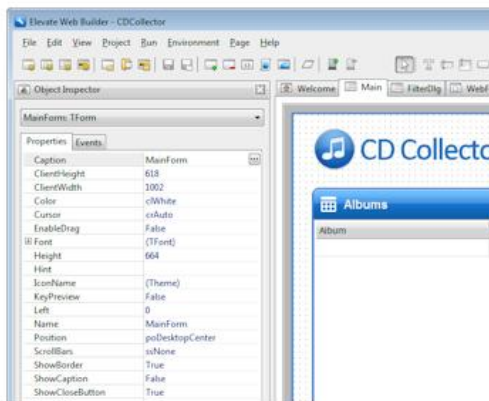 Elevate Web Builder - CDCollector
File Edit View Project Run Environment Page Help
Object Inspector
Welcome Main FilterDlg WebF
MainForm: TForm
Properties Events
Caption MainForm
ClientHeight 618
ClientWidth 1002
Color clWhite
Cursor crAuto
EnableDrag False
Font (TFont)
Height 664
Hint
IconName (Theme)
KeyPreview False
Left 0
Name MainForm
Position poDesktopCenter
ScrollBars ssNone
ShowBorder True
ShowCaption False
ShowCloseButton True
CD Collecto
Albums
Album